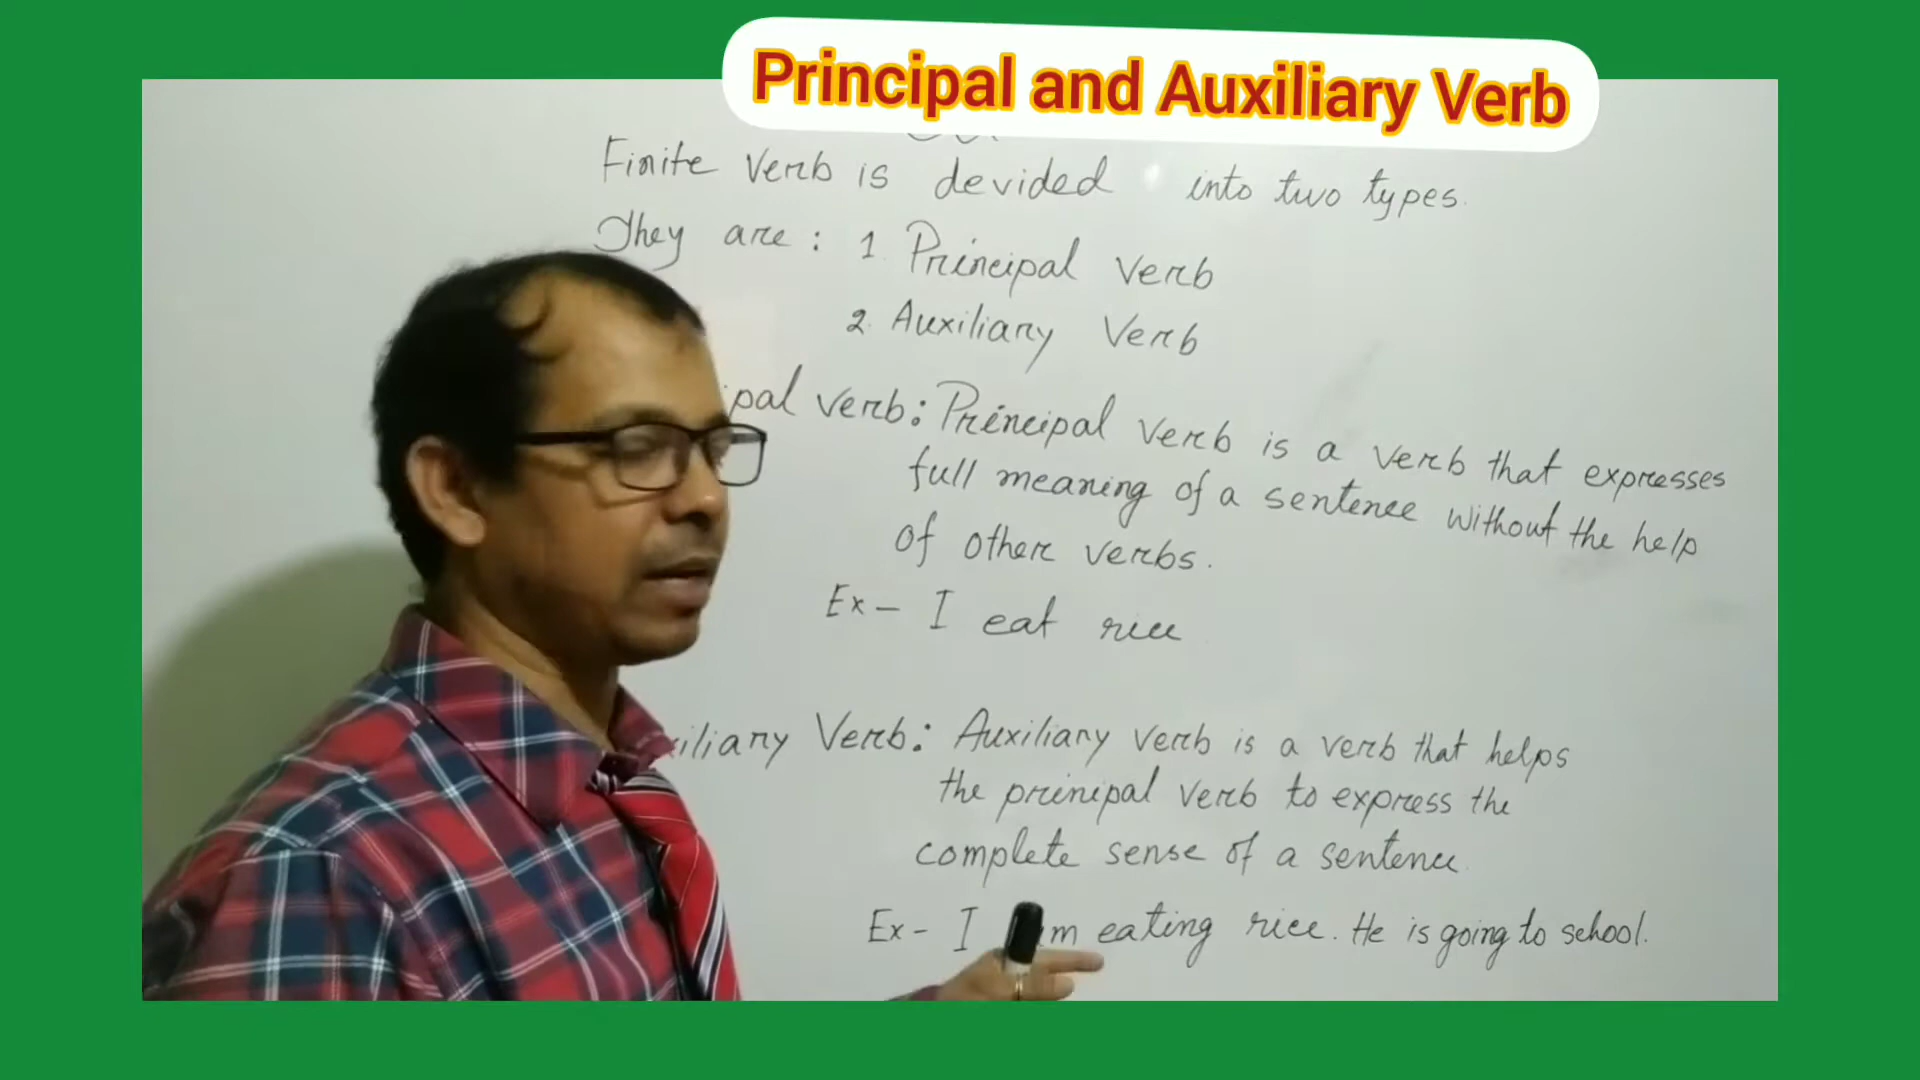 Principal and Auxiliary Verb
Finite Verb is devided into two types.
They are : 1. Principal Verb
2. Auxiliary Verb
pal verb: Principal verb is a verb that expresses
full meaning of a sentence without the help
of other verbs.
Ex - I eat rice
iliary Verb: Auxiliary verb is a verb that helps
the prinipal verb to express the
complete sense of a sentence.
Ex - I am eating rice. He is going to school.